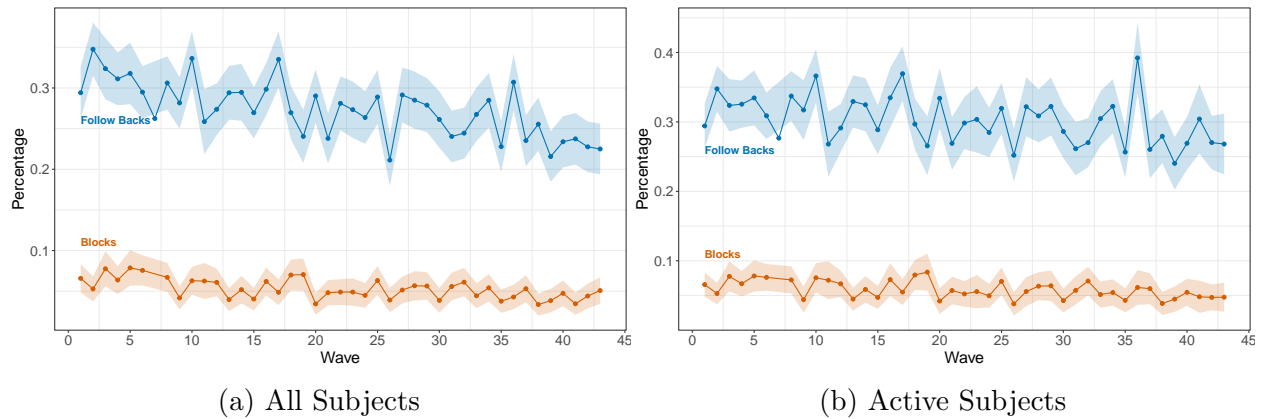 0.3
0.2
0.1
Percentage
Follow Backs
Blocks
0 5 10 15 20 25 30 35 40 45
Wave
(a) All Subjects
0.4
0.3
0.2
0.1
Percentage
Follow Backs
Blocks
0 5 10 15 20 25 30 35 40 45
Wave
(b) Active Subjects